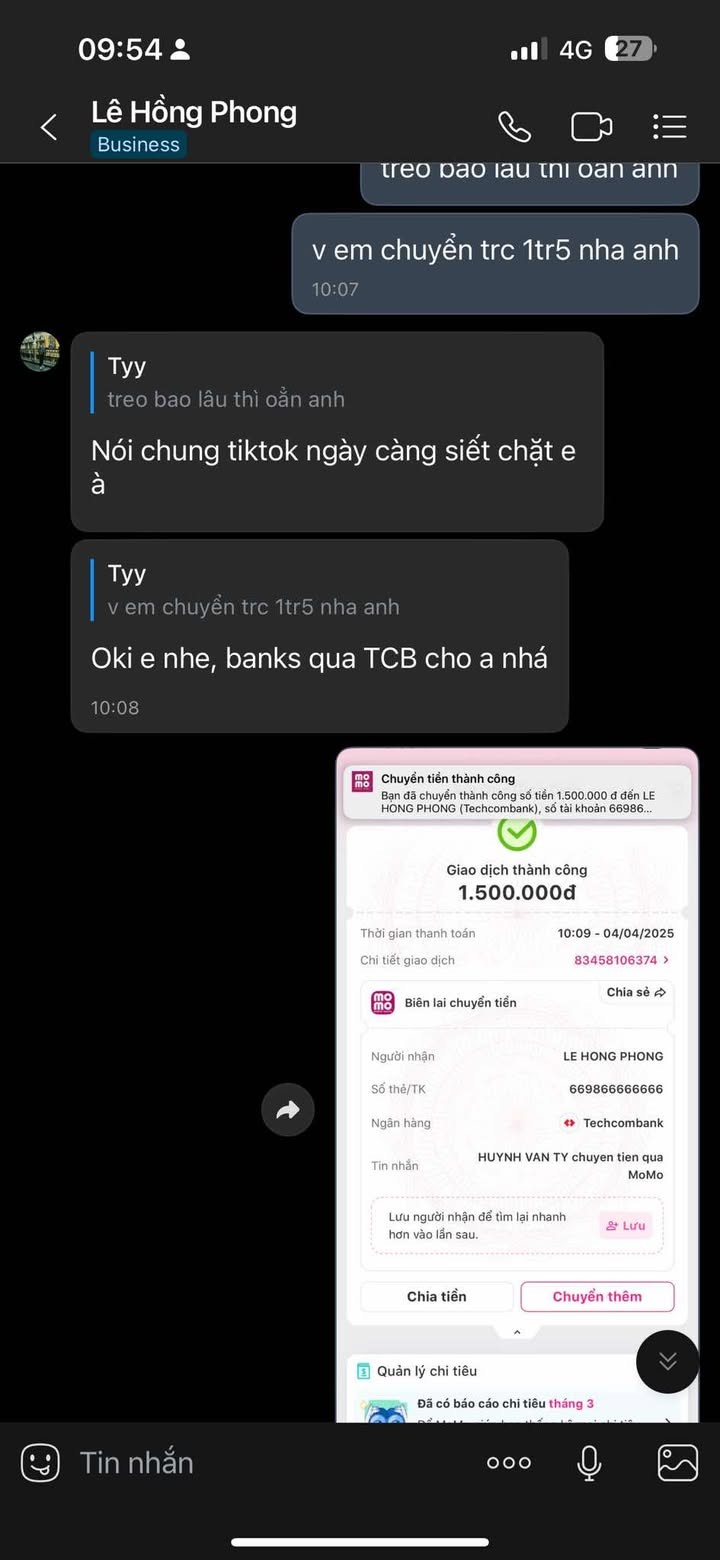 09:54
4G
27
Lê Hồng Phong
Business
treo bao lâu thì oẳn anh
v em chuyển trc 1tr5 nha anh
10:07
Tyy
treo bao lâu thì oẳn anh
Nói chung tiktok ngày càng siết chặt e
à
Tyy
v em chuyển trc 1tr5 nha anh
Oki e nhe, banks qua TCB cho a nhá
10:08
mo
mo
Chuyển tiền thành công
Bạn đã chuyển thành công số tiền 1.500.000 đ đến LE
HONG PHONG (Techcombank), số tài khoản 66986...
Giao dịch thành công
1.500.000đ
Thời gian thanh toán
10:09 - 04/04/2025
Chi tiết giao dịch
83458106374 >
mo
mo
Biên lai chuyển tiền
Chia sẻ
Người nhận
LE HONG PHONG
Số thẻ/TK
669866666666
Ngân hàng
Techcombank
Tin nhắn
HUYNH VAN TY chuyen tien qua
MoMo
Lưu người nhận để tìm lại nhanh
hơn vào lần sau.
Lưu
Chia tiền
Chuyển thêm
Quản lý chi tiêu
Đã có báo cáo chi tiêu tháng 3
Tin nhắn